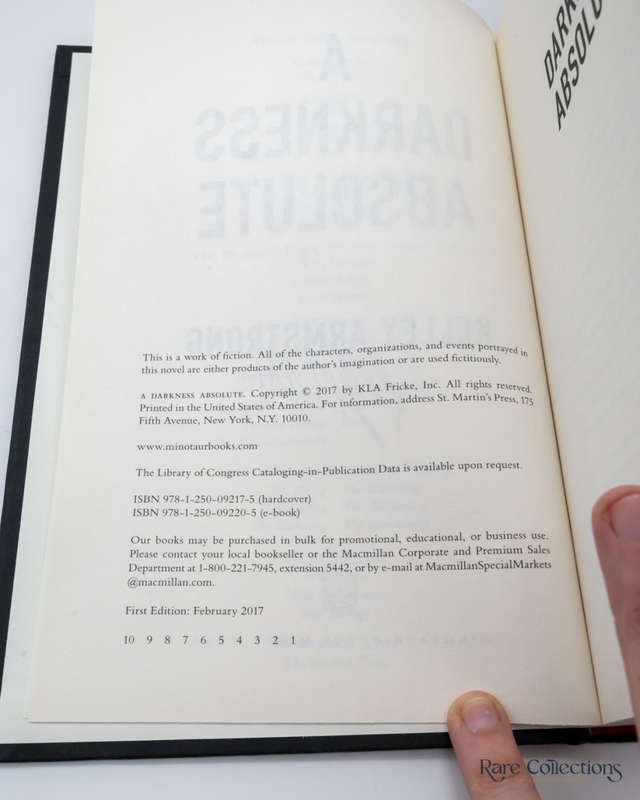 This is a work of fiction. All of the characters, organizations, and events portrayed in
this novel are either products of the author's imagination or are used fictitiously.
A DARKNESS ABSOLUTE. Copyright © 2017 by KLA Fricke, Inc. All rights reserved.
Printed in the United States of America. For information, address St. Martin's Press, 175
Fifth Avenue, New York, N.Y. 10010.
www.minotaurbooks.com
The Library of Congress Cataloging-in-Publication Data is available upon request.
ISBN 978-1-250-09217-5 (hardcover)
ISBN 978-1-250-09220-5 (e-book)
Our books may be purchased in bulk for promotional, educational, or business use.
Please contact your local bookseller or the Macmillan Corporate and Premium Sales
Department at 1-800-221-7945, extension 5442, or by e-mail at MacmillanSpecialMarkets
@macmillan.com.
First Edition: February 2017
10 9 8 7 6 5 4 3 2 1
DARK
ABSOLU
Rare Collections